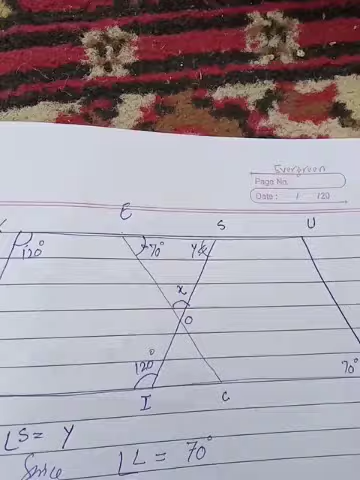 Evergreen
Page No.
Date: / /20
E S U
120° 70° y
x
O
120° 70°
I C
∠S = y
Since ∠L = 70°